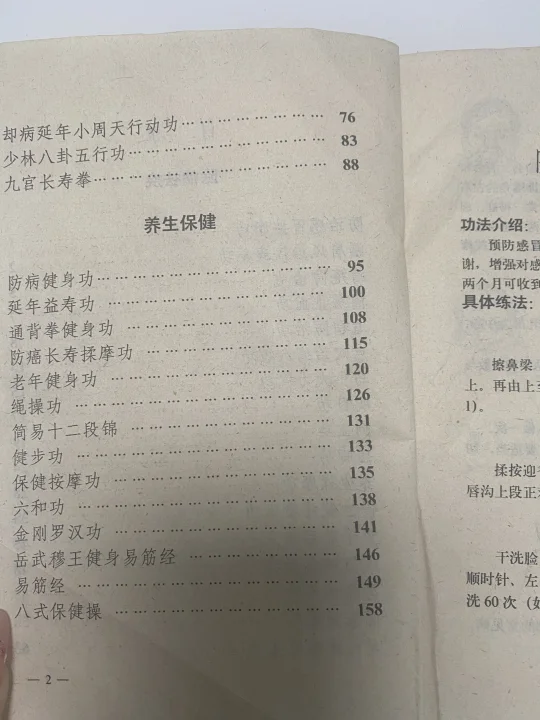 却病延年小周天行动功………………… 76
少林八卦五行功………………… 83
九宫长寿拳………………… 88
养生保健
防病健身功………………… 95
延年益寿功………………… 100
通背拳健身功………………… 108
防癌长寿揉摩功………………… 115
老年健身功………………… 120
绳操功………………… 126
简易十二段锦………………… 131
健步功………………… 133
保健按摩功………………… 135
六和功………………… 138
金刚罗汉功………………… 141
岳武穆王健身易筋经………………… 146
易筋经………………… 149
八式保健操………………… 158
— 2 —
功法介绍:
预防感冒
谢,增强对感
两个月可收到
具体练法:
擦鼻梁
上。再由上至
1)。
揉按迎
唇沟上段正
干洗脸
顺时针、左
洗60次(如